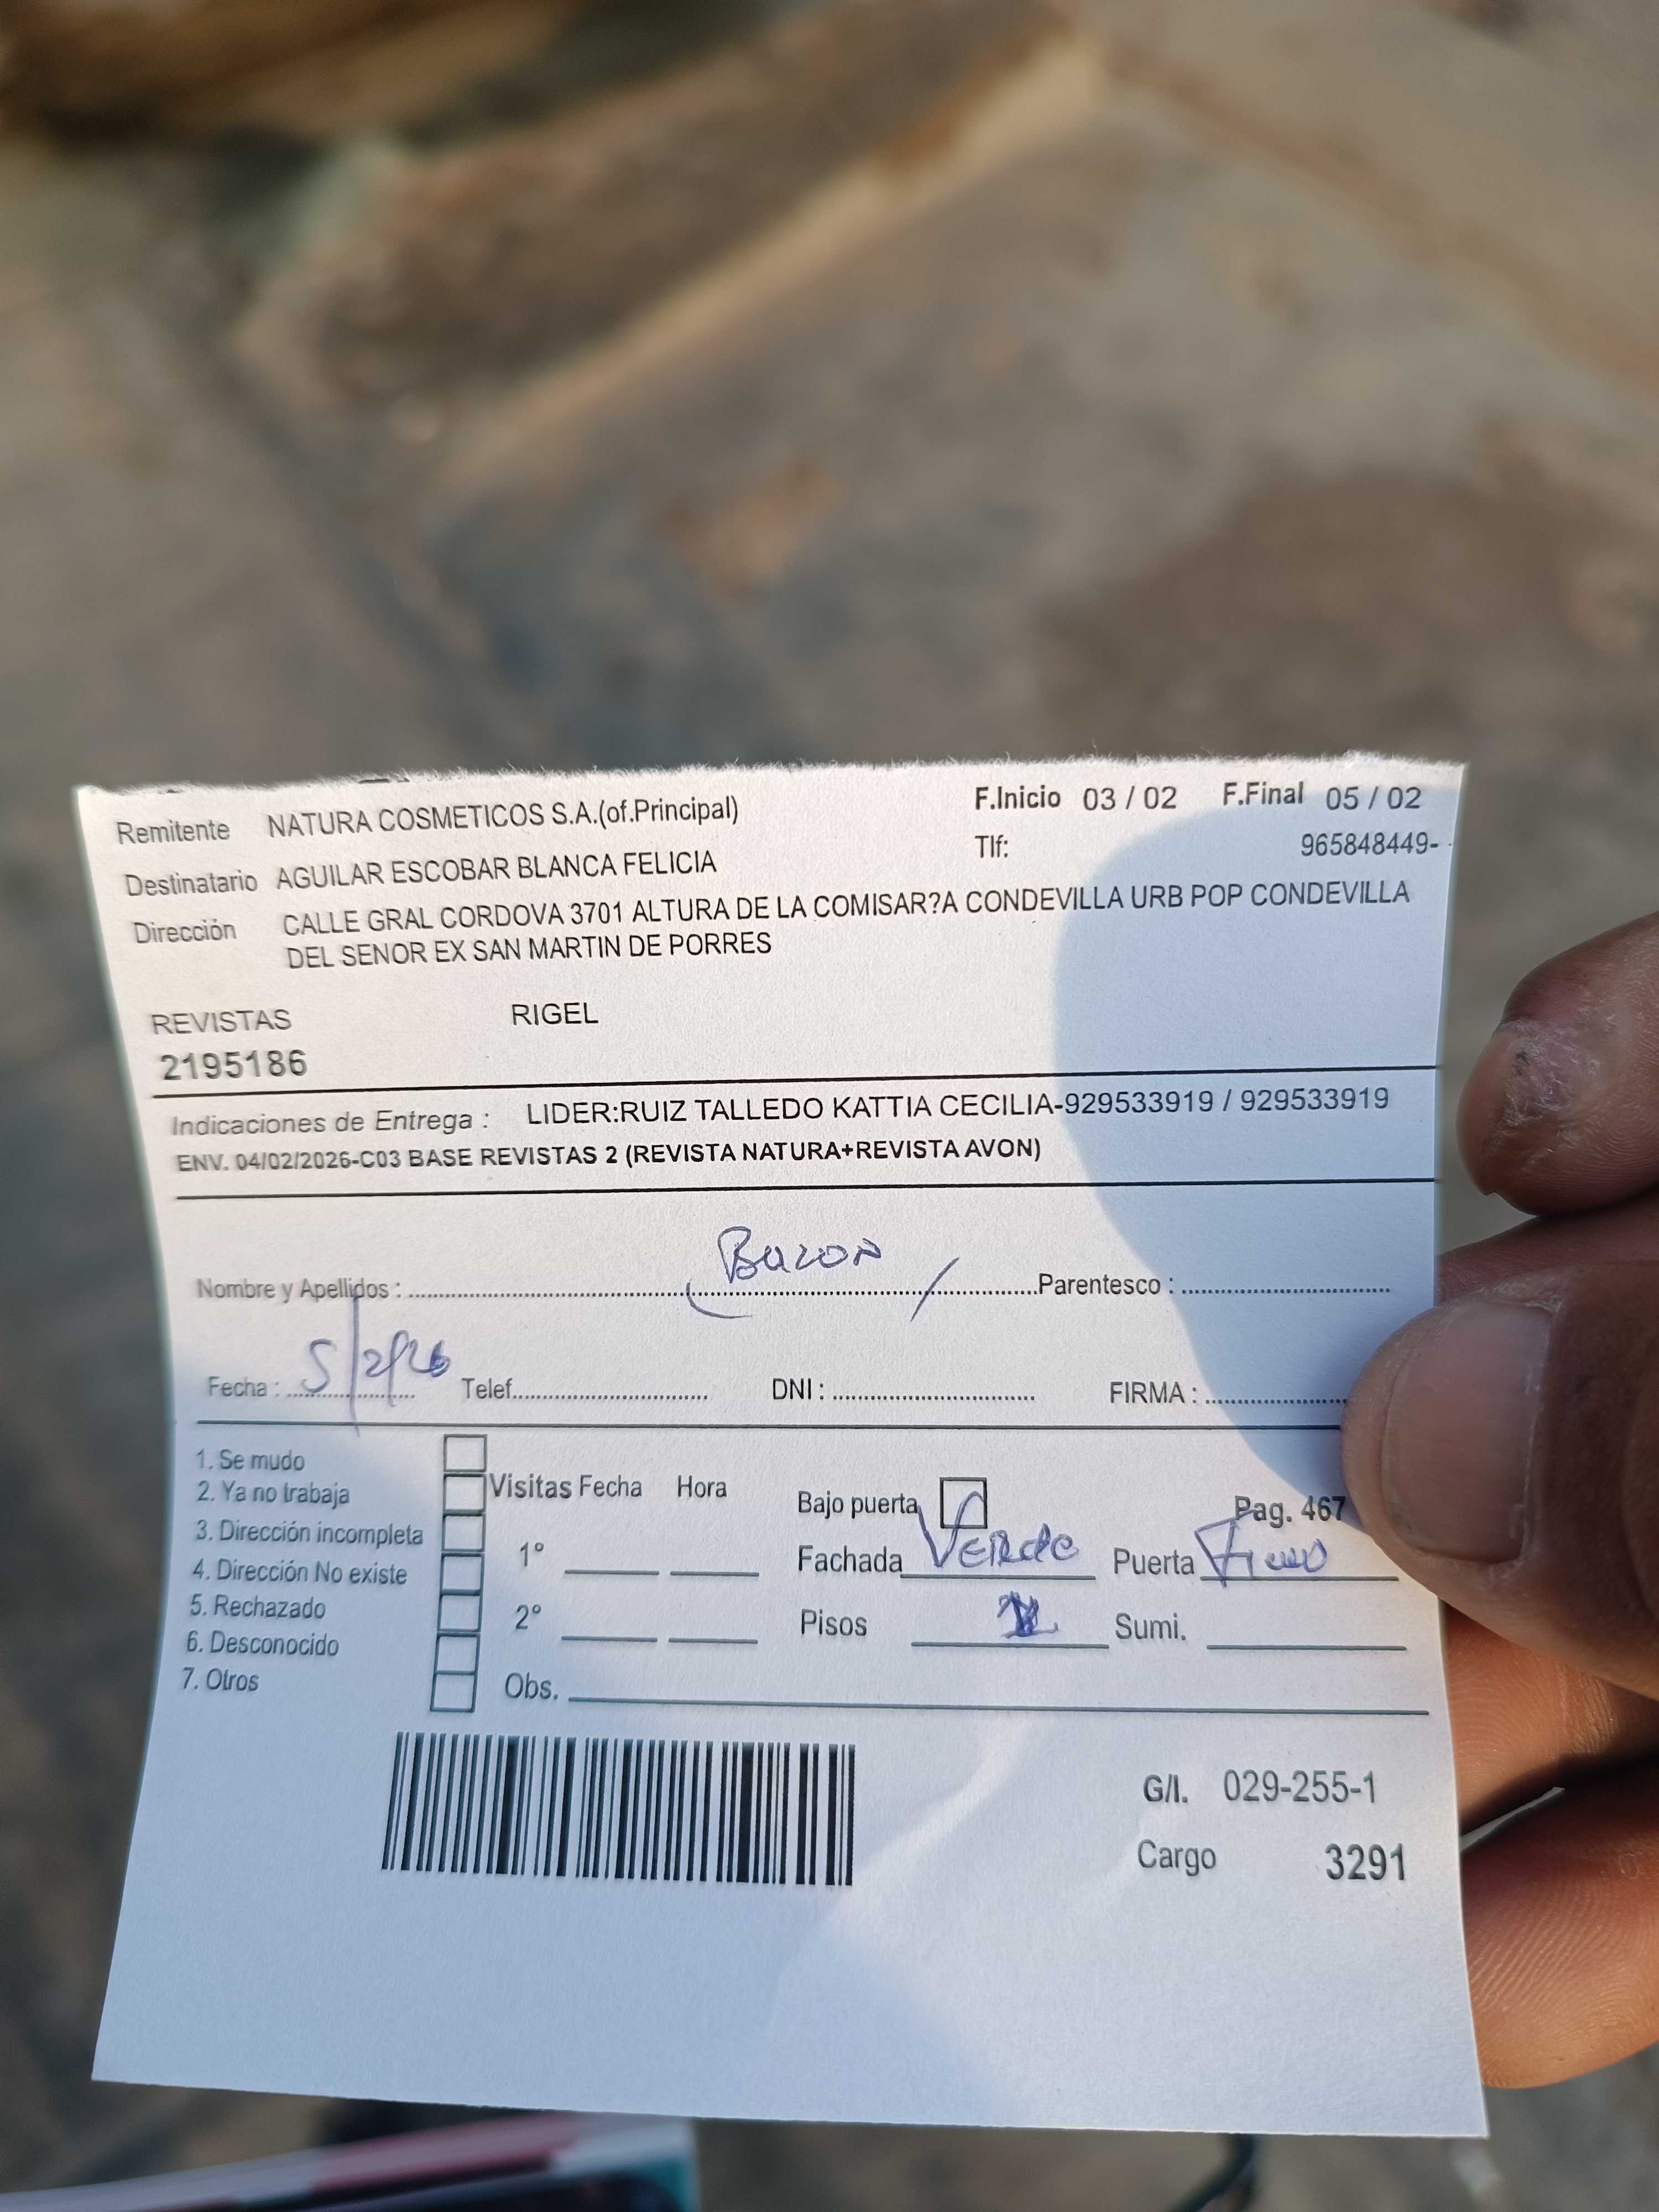 Remitente NATURA COSMETICOS S.A.(of.Principal) F.Inicio 03 / 02 F.Final 05 / 02
Tlf: 965848449-
Destinatario AGUILAR ESCOBAR BLANCA FELICIA
Dirección CALLE GRAL CORDOVA 3701 ALTURA DE LA COMISAR?A CONDEVILLA URB POP CONDEVILLA
DEL SENOR EX SAN MARTIN DE PORRES
REVISTAS RIGEL
2195186
Indicaciones de Entrega : LIDER:RUIZ TALLEDO KATTIA CECILIA-929533919 / 929533919
ENV. 04/02/2026-C03 BASE REVISTAS 2 (REVISTA NATURA+REVISTA AVON)
Buzon
Nombre y Apellidos : Parentesco :
Fecha : 5/2/26 Telef. DNI : FIRMA :
1. Se mudo
2. Ya no trabaja
3. Dirección incompleta
4. Dirección No existe
5. Rechazado
6. Desconocido
7. Otros
Visitas Fecha Hora
1°
2°
Bajo puerta Pag. 467
Fachada Verde Puerta
Pisos Sumi.
Obs.
G/I. 029-255-1
Cargo 3291